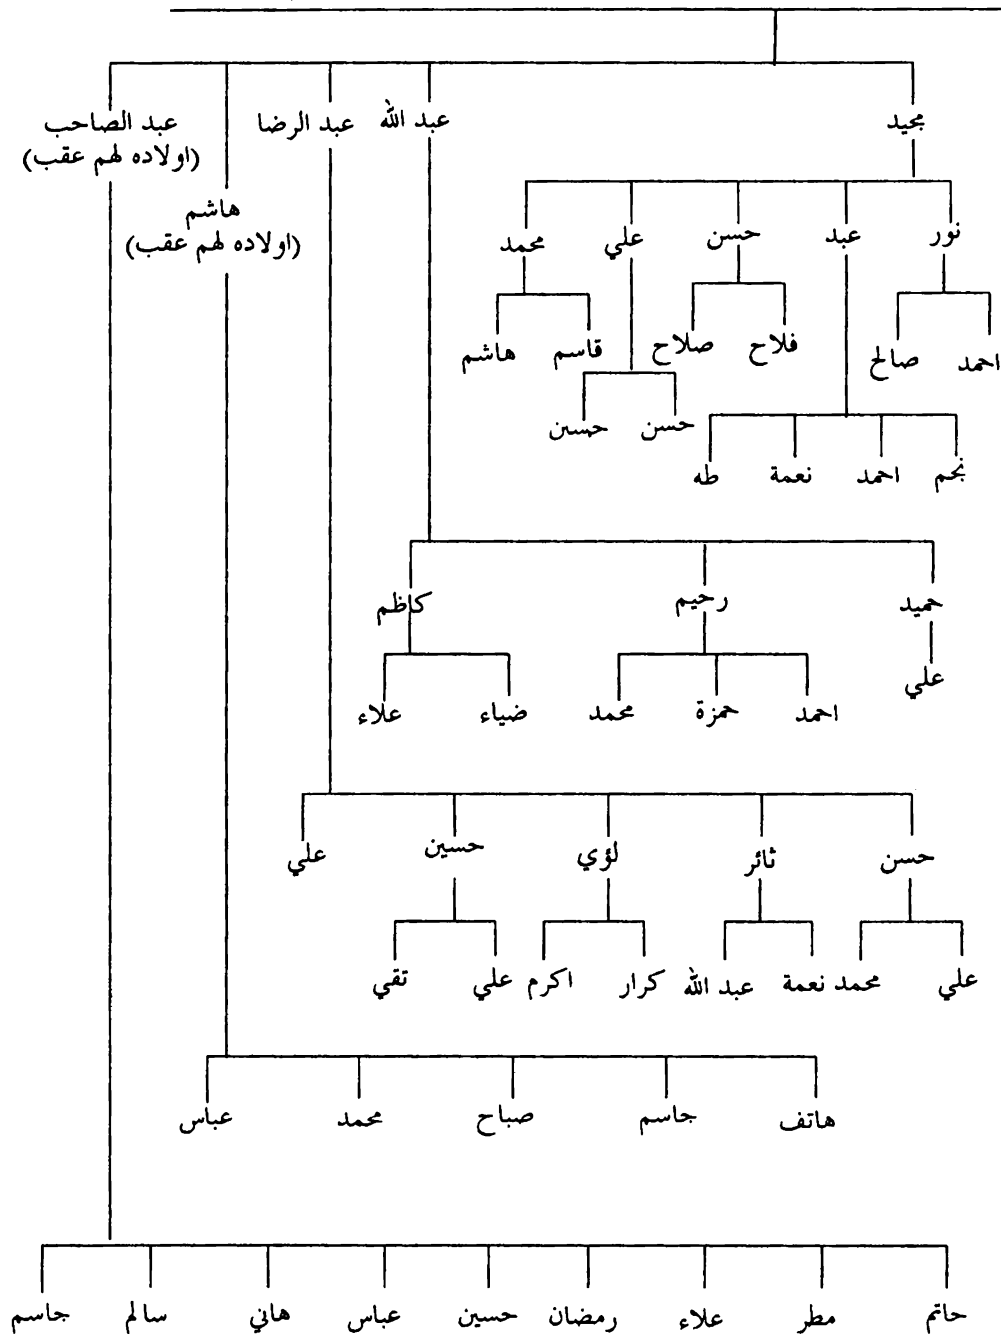 مجيد عبد الله عبد الرضا عبد الصاحب
(اولاده لهم عقب)
هاشم
(اولاده لهم عقب)
نور عبد حسن علي محمد
احمد صالح فلاح صلاح قاسم هاشم
حسن حسين
نجم احمد نعمة طه
حميد رحيم كاظم
علي
احمد حمزة محمد ضياء علاء
حسن ثائر لؤي حسين علي
علي محمد نعمة عبد الله كرار اكرم علي تقي
هاتف جاسم صباح محمد عباس
حاتم مطر علاء رمضان حسين عباس هاني سالم جاسم